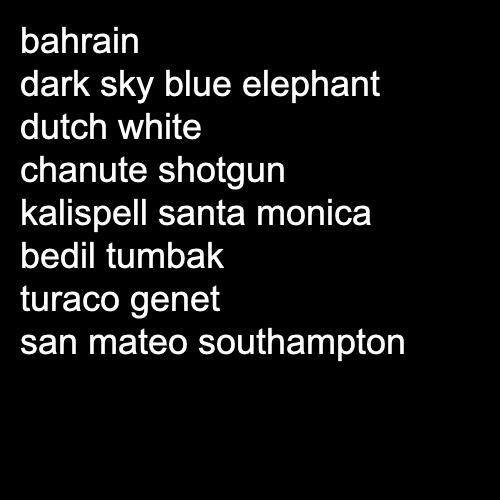 bahrain
dark sky blue elephant
dutch white
chanute shotgun
kalispell santa monica
bedil tumbak
turaco genet
san mateo southampton